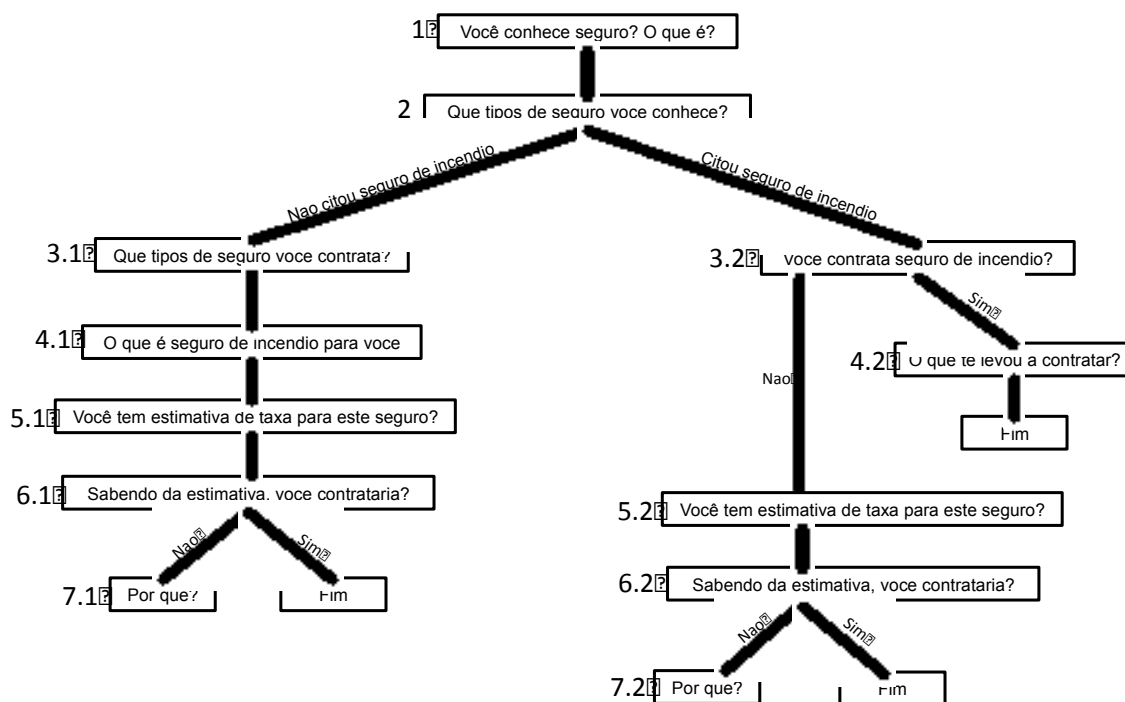 1 Você conhece seguro? O que é?
2 Que tipos de seguro voce conhece?
Nao citou seguro de incendio
Citou seguro de incendio
3.1 Que tipos de seguro voce contrata?
3.2 Voce contrata seguro de incendio?
Sim
4.1 O que é seguro de incendio para voce
4.2 O que te levou a contratar?
Nao
5.1 Você tem estimativa de taxa para este seguro?
Fim
6.1 Sabendo da estimativa, voce contrataria?
5.2 Você tem estimativa de taxa para este seguro?
Nao
Sim
7.1 Por que?
Fim
6.2 Sabendo da estimativa, voce contrataria?
Nao
Sim
7.2 Por que?
Fim